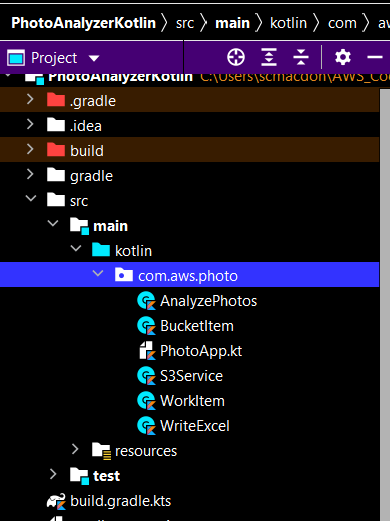 PhotoAnalyzerKotlin 〉 src 〉 main 〉 kotlin 〉 com 〉
Project
PhotoAnalyzerKotlin C:\Users\scmacdon\AWS_Co
.gradle
.idea
build
gradle
src
main
kotlin
com.aws.photo
AnalyzePhotos
BucketItem
PhotoApp.kt
S3Service
WorkItem
WriteExcel
resources
test
build.gradle.kts